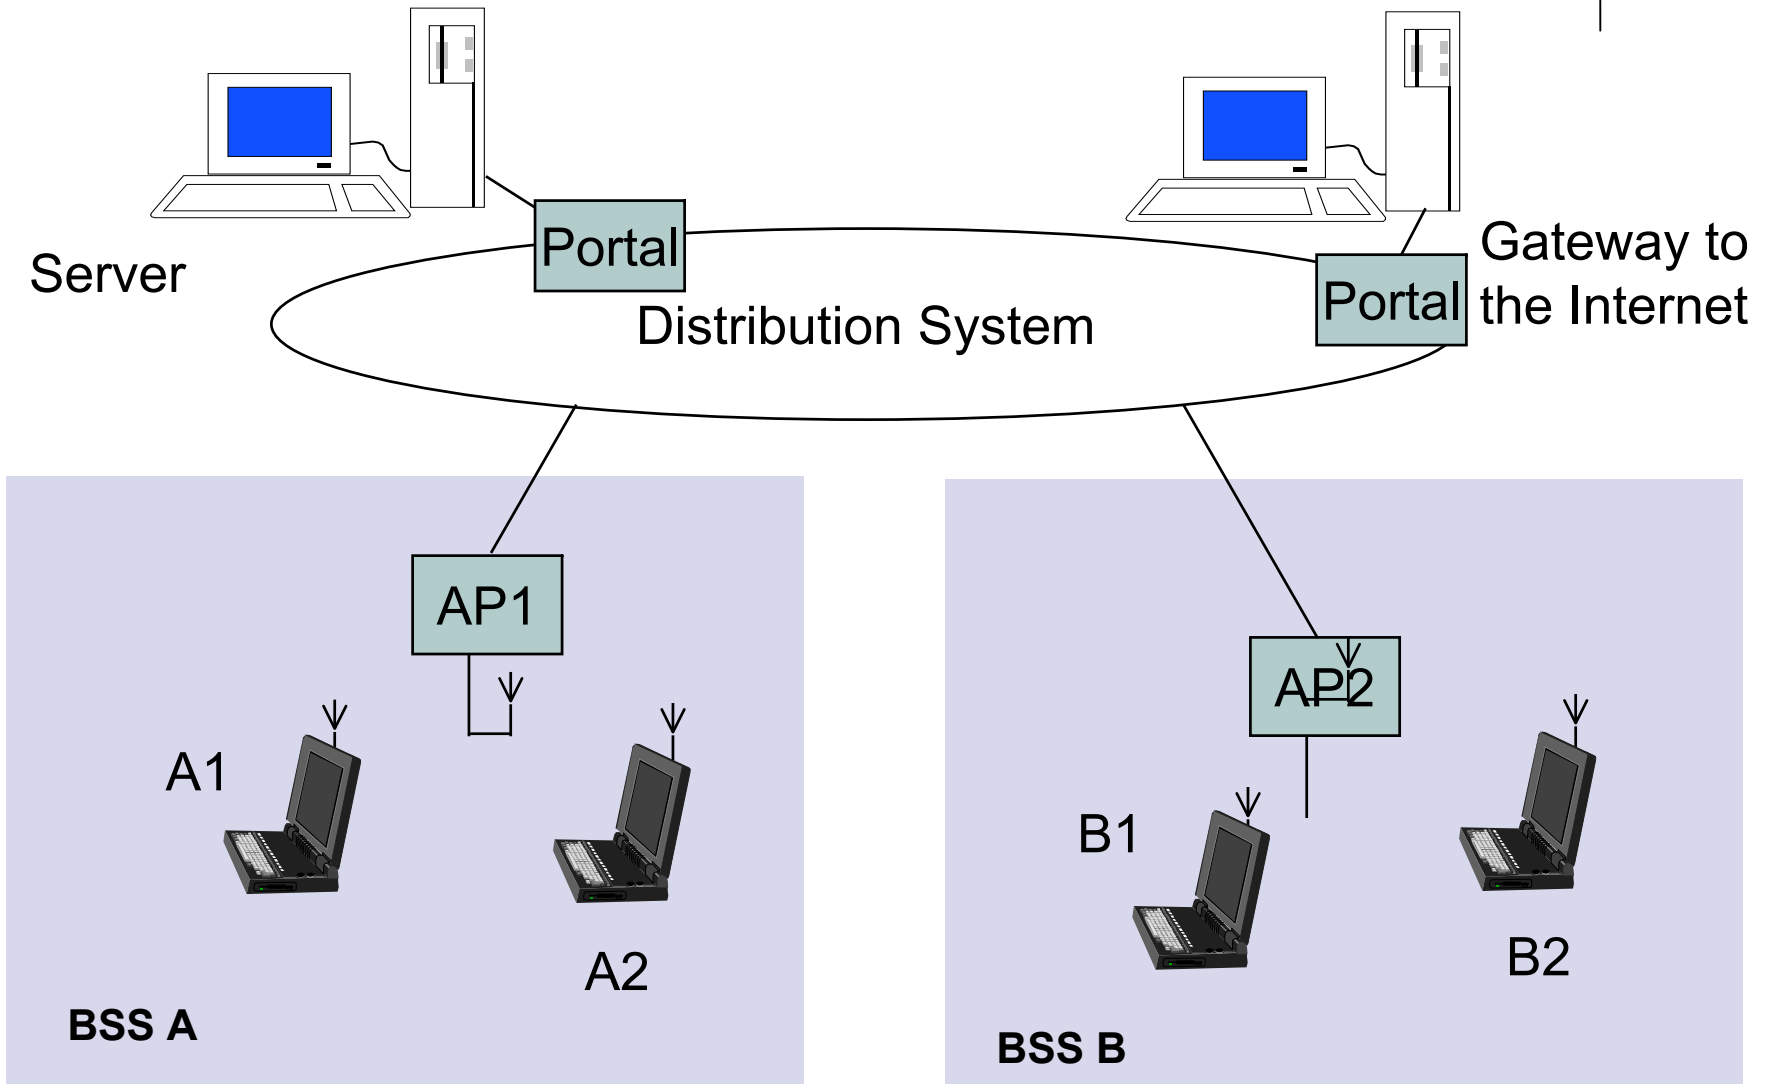 Server
Portal
Distribution System
Portal
Gateway to
the Internet
AP1
A1
A2
BSS A
AP2
B1
B2
BSS B